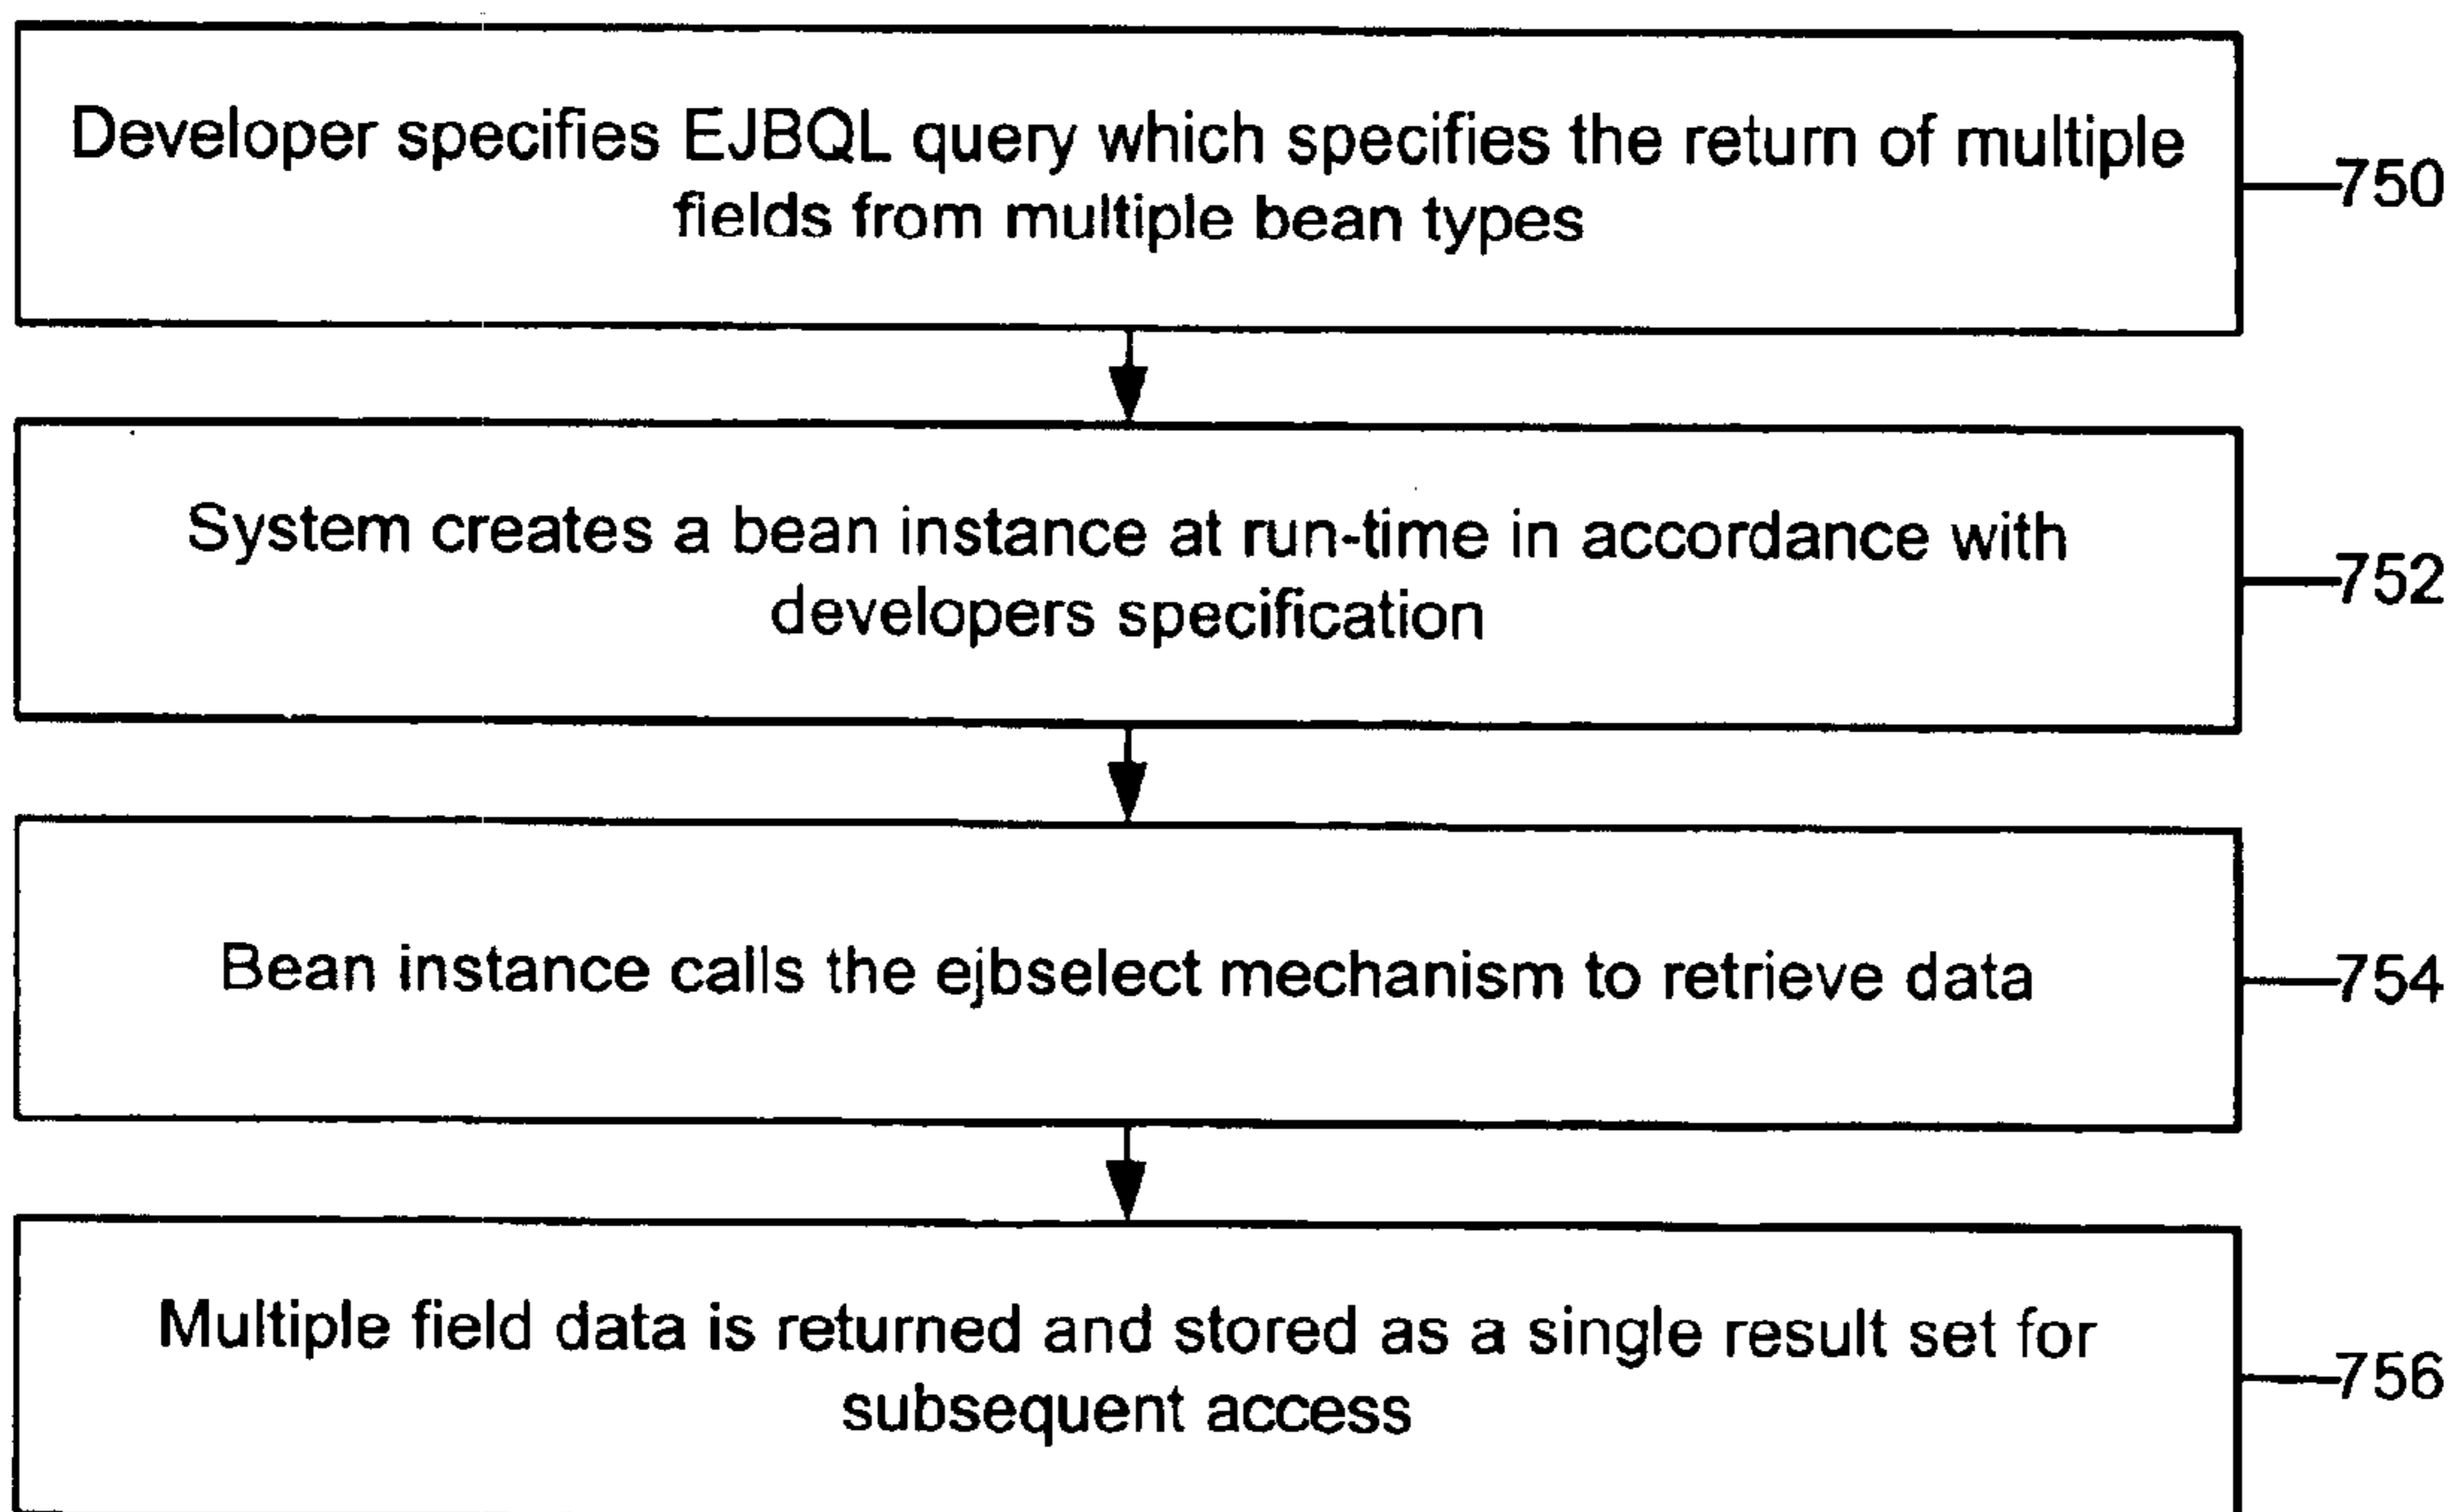 Developer specifies EJBQL query which specifies the return of multiple
fields from multiple bean types
750
System creates a bean instance at run-time in accordance with
developers specification
752
Bean instance calls the ejbselect mechanism to retrieve data
754
Multiple field data is returned and stored as a single result set for
subsequent access
756